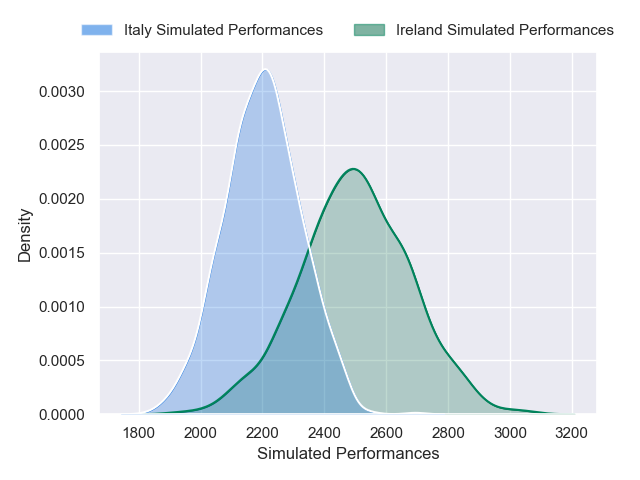 Italy Simulated Performances Ireland Simulated Performances
0.0030
0.0025
0.0020
0.0015
0.0010
0.0005
0.0000
Density
1800 2000 2200 2400 2600 2800 3000 3200
Simulated Performances